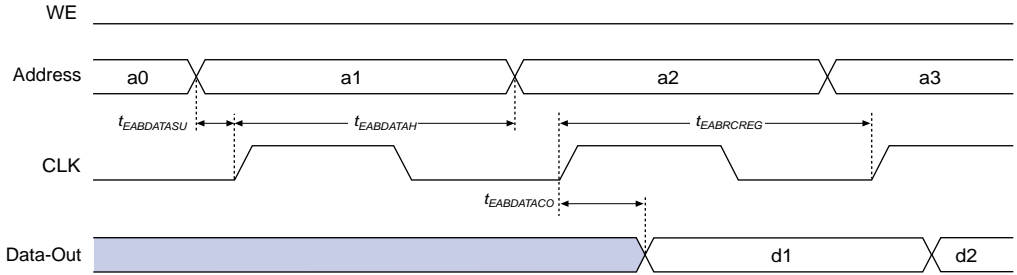 WE
Address a0 a1 a2 a3
tEABDATASU tEABDATAH tEABRCREG
CLK
tEABDATACO
Data-Out d1 d2